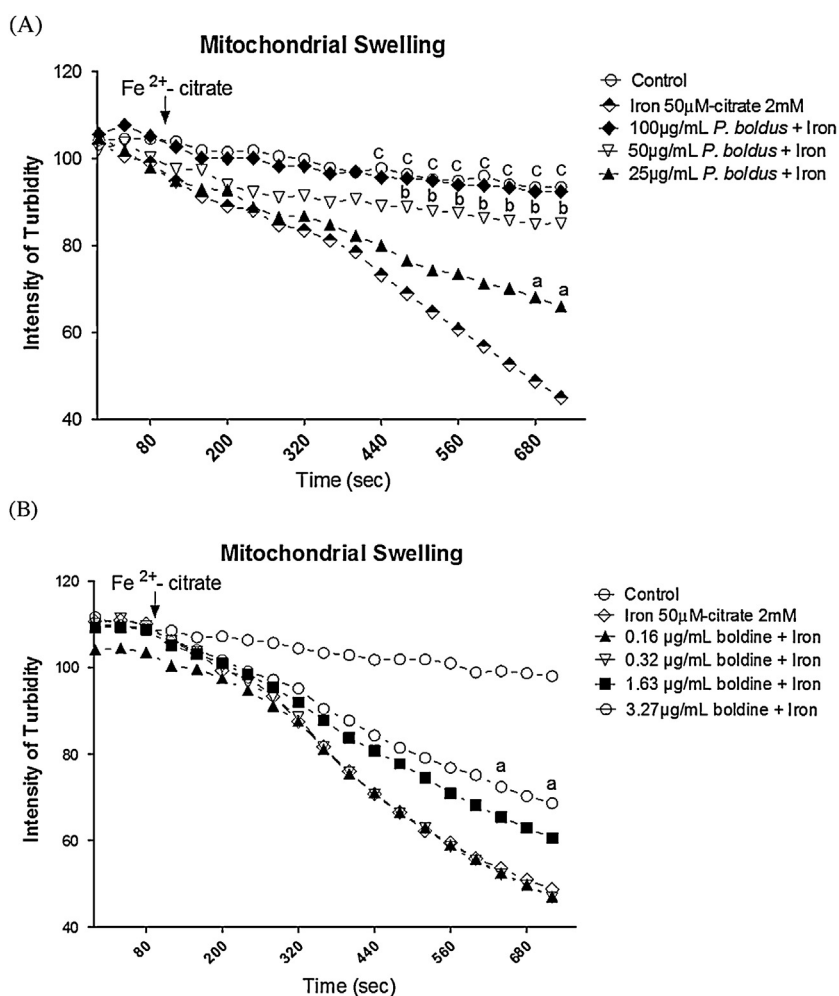 (A)
Mitochondrial Swelling
120
100
80
60
40
Intensity of Turbidity
Fe 2+- citrate
c c c c c c c c
b b b b b b b
a a
80 200 320 440 560 680
Time (sec)
Control
Iron 50µM-citrate 2mM
100µg/mL P. boldus + Iron
50µg/mL P. boldus + Iron
25µg/mL P. boldus + Iron
(B)
Mitochondrial Swelling
120
100
80
60
40
Intensity of Turbidity
Fe 2+- citrate
a a
80 200 320 440 560 680
Time (sec)
Control
Iron 50µM-citrate 2mM
0.16 µg/mL boldine + Iron
0.32 µg/mL boldine + Iron
1.63 µg/mL boldine + Iron
3.27µg/mL boldine + Iron